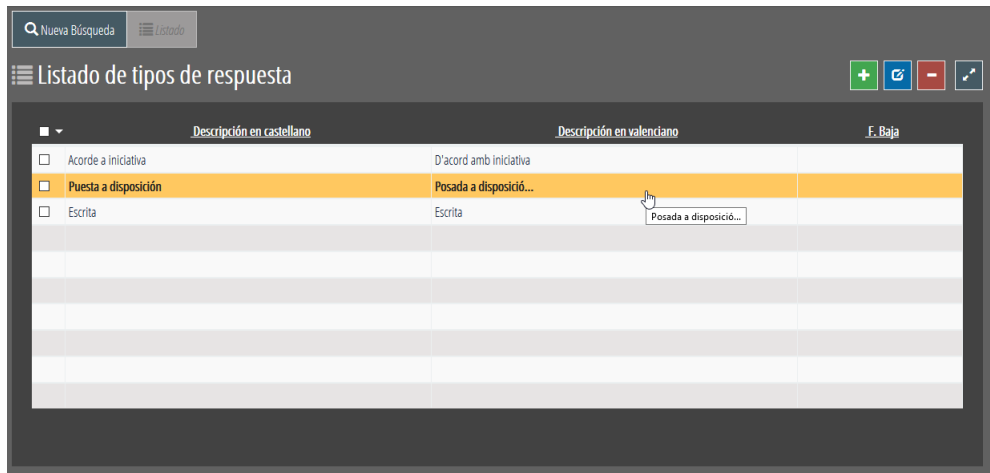 Nueva Búsqueda Listado
Listado de tipos de respuesta
Descripción en castellano Descripción en valenciano F. Baja
Acorde a iniciativa D'acord amb iniciativa
Puesta a disposición Posada a disposició...
Escrita Escrita
Posada a disposició...